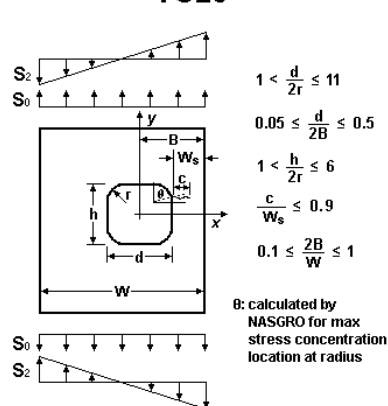 S₂
S₀
y
B
Wₛ
c
θ
r
h
x
d
W
S₀
S₂
1 < d/2r ≤ 11
0.05 ≤ d/2B ≤ 0.5
1 < h/2r ≤ 6
c/Wₛ ≤ 0.9
0.1 ≤ 2B/W ≤ 1
θ: calculated by
NASGRO for max
stress concentration
location at radius